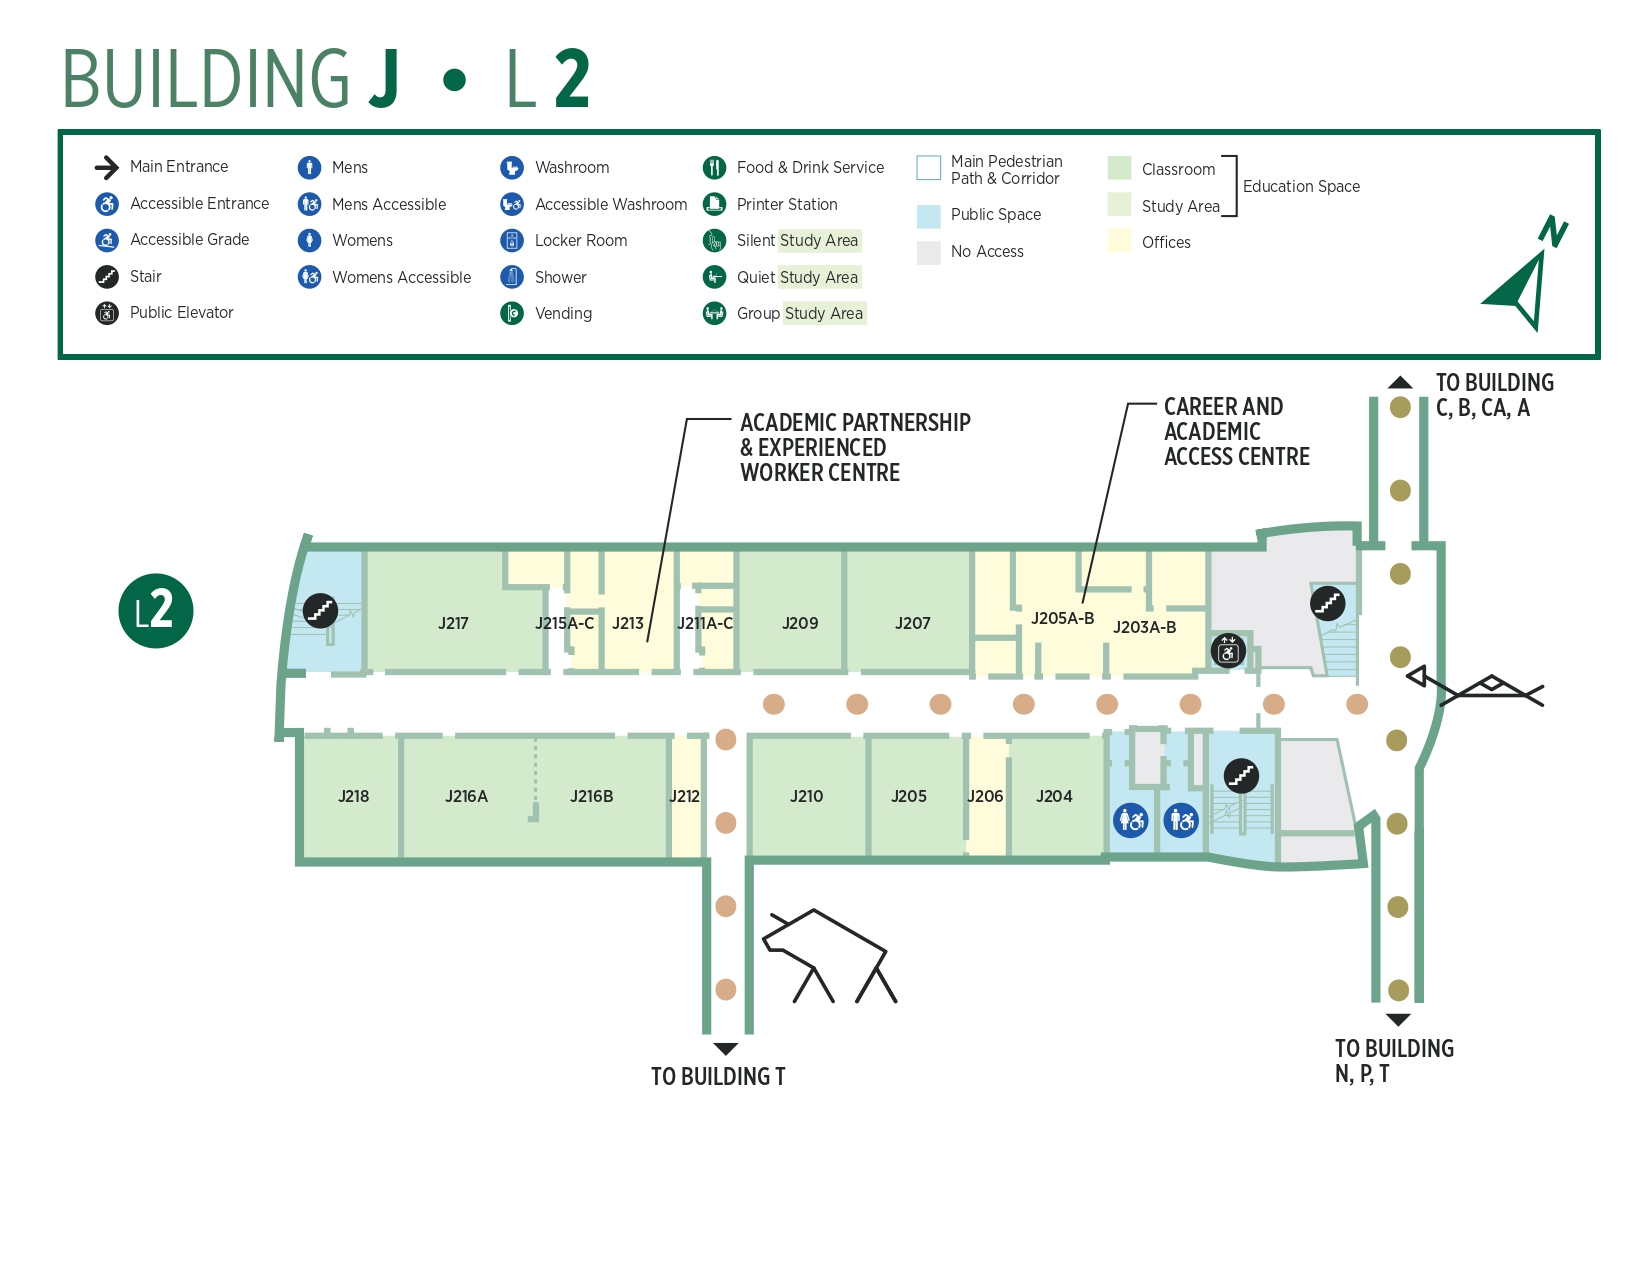 BUILDING J • L 2
Main Entrance
Accessible Entrance
Accessible Grade
Stair
Public Elevator
Mens
Mens Accessible
Womens
Womens Accessible
Washroom
Accessible Washroom
Locker Room
Shower
Vending
Food & Drink Service
Printer Station
Silent Study Area
Quiet Study Area
Group Study Area
Main Pedestrian
Path & Corridor
Public Space
No Access
Classroom
Study Area
Offices
Education Space
N
TO BUILDING
C, B, CA, A
ACADEMIC PARTNERSHIP
& EXPERIENCED
WORKER CENTRE
CAREER AND
ACADEMIC
ACCESS CENTRE
L2
J217
J215A-C
J213
J211A-C
J209
J207
J205A-B
J203A-B
J218
J216A
J216B
J212
J210
J205
J206
J204
TO BUILDING T
TO BUILDING
N, P, T